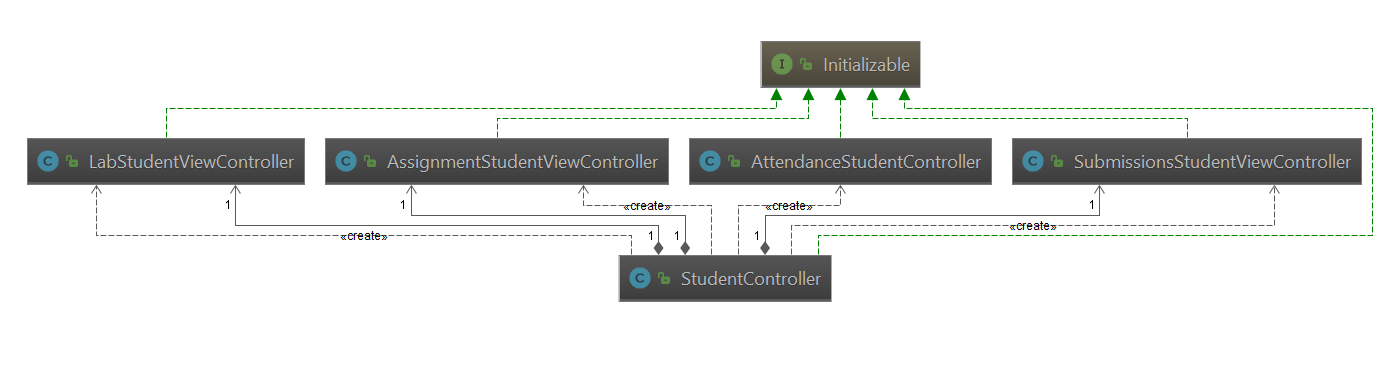 I Initializable
C LabStudentViewController
C AssignmentStudentViewController
C AttendanceStudentController
C SubmissionsStudentViewController
1
1
1
«create»
«create»
«create»
«create»
1
1
1
C StudentController